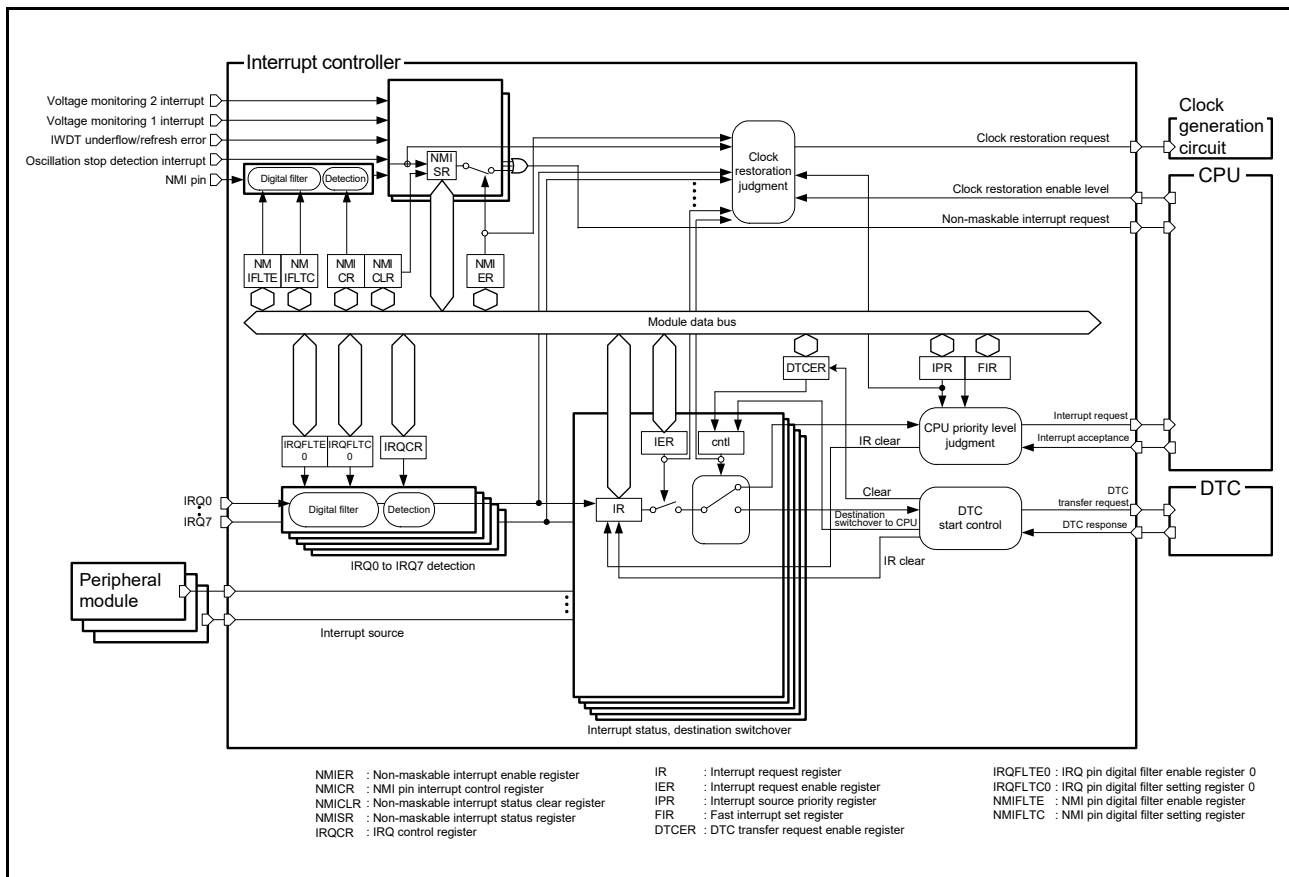 Interrupt controller
Voltage monitoring 2 interrupt
Voltage monitoring 1 interrupt
IWDT underflow/refresh error
Oscillation stop detection interrupt
NMI pin
Digital filter
Detection
NMI
SR
Clock
restoration
judgment
Clock restoration request
Clock
generation
circuit
Clock restoration enable level
CPU
Non-maskable interrupt request
NM
IFLTE
NM
IFLTC
NMI
CR
NMI
CLR
NMI
ER
Module data bus
DTCER
IPR
FIR
IRQFLTE
0
IRQFLTC
0
IRQCR
IER
cntl
IR clear
CPU priority level
judgment
Interrupt request
Interrupt acceptance
IRQ0
IRQ7
Digital filter
Detection
IR
Clear
Destination
switchover to CPU
DTC
start control
DTC
transfer request
DTC response
DTC
IR clear
IRQ0 to IRQ7 detection
Peripheral
module
Interrupt source
Interrupt status, destination switchover
NMIER : Non-maskable interrupt enable register
NMICR : NMI pin interrupt control register
NMICLR : Non-maskable interrupt status clear register
NMISR : Non-maskable interrupt status register
IRQCR : IRQ control register
IR : Interrupt request register
IER : Interrupt request enable register
IPR : Interrupt source priority register
FIR : Fast interrupt set register
DTCER : DTC transfer request enable register
IRQFLTE0 : IRQ pin digital filter enable register 0
IRQFLTC0 : IRQ pin digital filter setting register 0
NMIFLTE : NMI pin digital filter enable register
NMIFLTC : NMI pin digital filter setting register